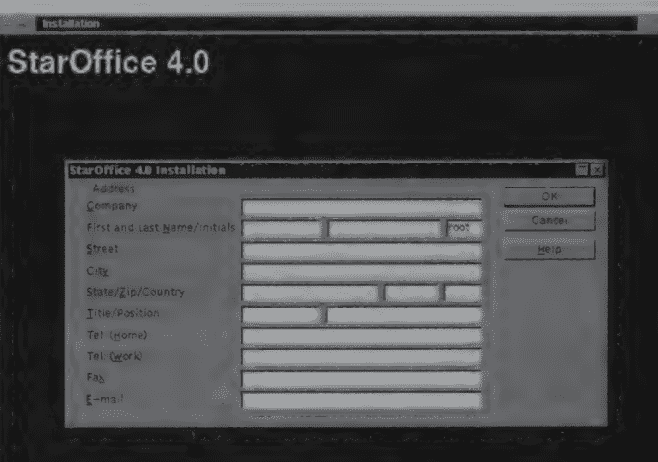 Installation
StarOffice 4.0
StarOffice 4.0 Installation
Address
Company
First and Last Name/Initials
root
Street
City
State/Zip/Country
Title/Position
Tel. (Home)
Tel. (Work)
Fax
E-mail
OK
Cancel
Help